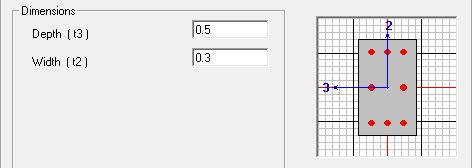 Dimensions
Depth ( t3 ) 0.5
Width ( t2 ) 0.3
2
3